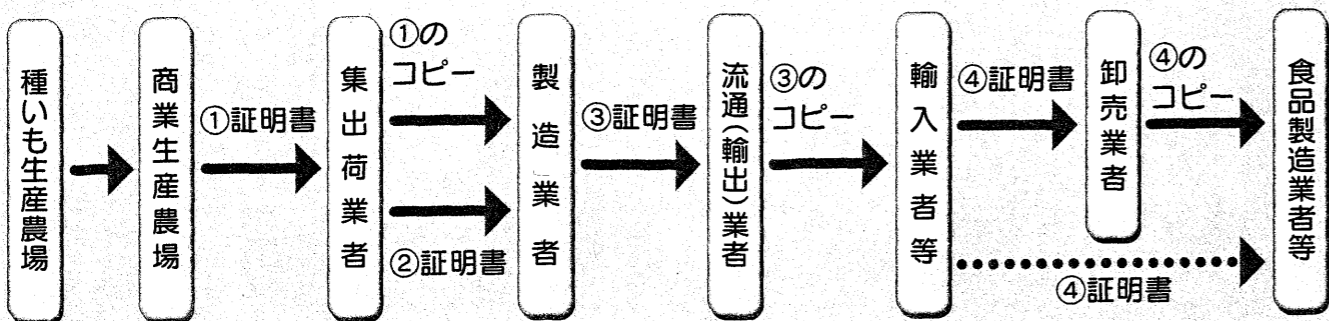 種いも生産農場
商業生産農場
①証明書
集出荷業者
①の
コピー
②証明書
製造業者
③証明書
流通(輸出)業者
③の
コピー
輸入業者等
④証明書
卸売業者
④の
コピー
④証明書
食品製造業者等